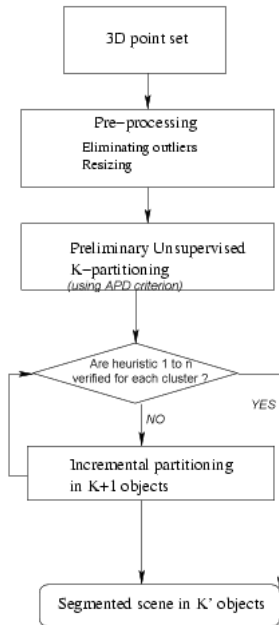 3D point set
Pre-processing
Eliminating outliers
Resizing
Preliminary Unsupervised
K-partitioning
(using APD criterion)
Are heuristic 1 to n
verified for each cluster ?
YES
NO
Incremental partitioning
in K+1 objects
Segmented scene in K' objects